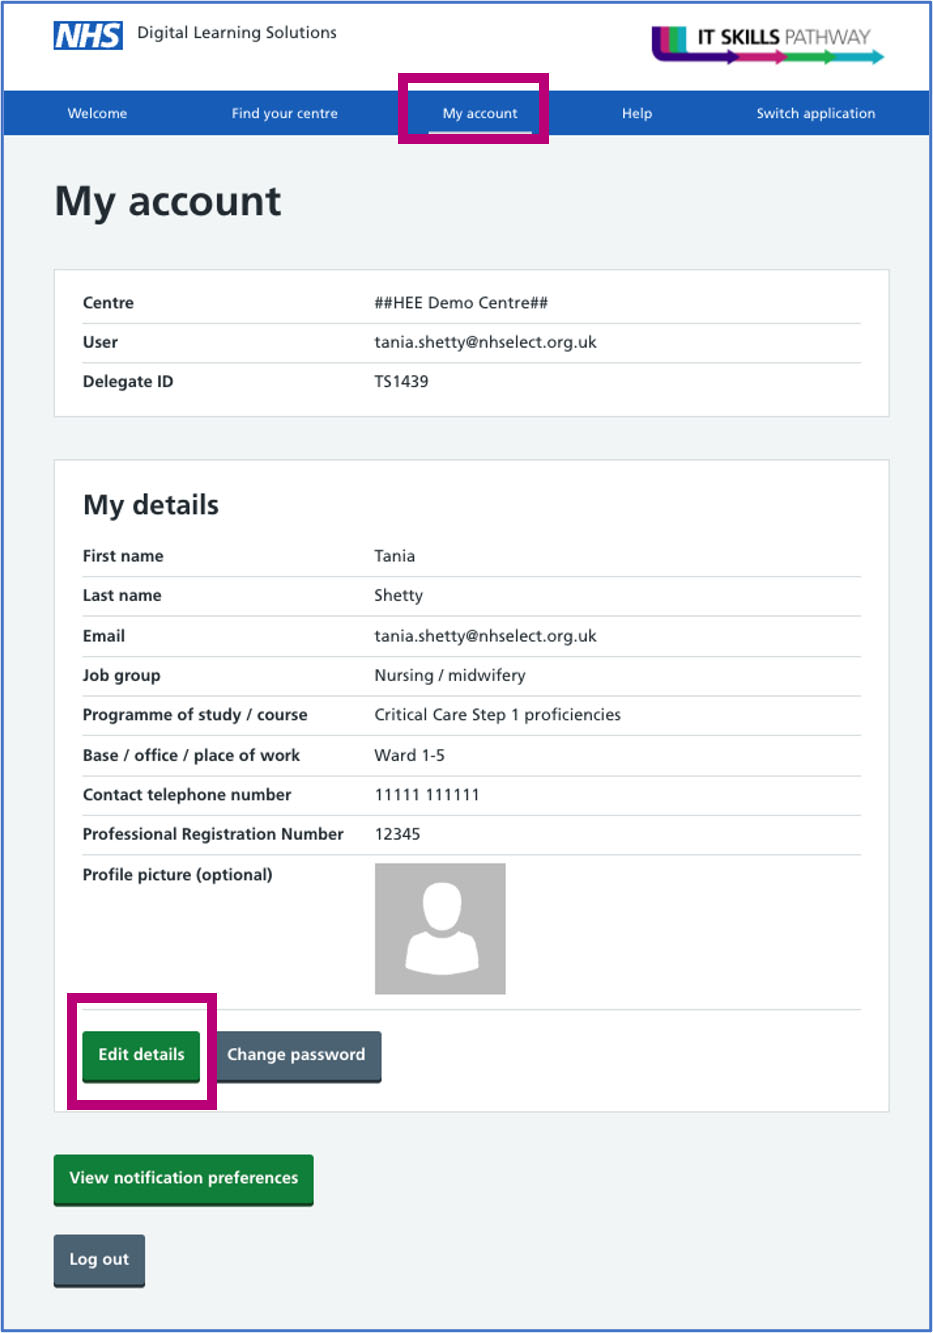 NHS Digital Learning Solutions
IT SKILLS PATHWAY
Welcome Find your centre My account Help Switch application
My account
Centre ##HEE Demo Centre##
User tania.shetty@nhselect.org.uk
Delegate ID TS1439
My details
First name Tania
Last name Shetty
Email tania.shetty@nhselect.org.uk
Job group Nursing / midwifery
Programme of study / course Critical Care Step 1 proficiencies
Base / office / place of work Ward 1-5
Contact telephone number 11111 111111
Professional Registration Number 12345
Profile picture (optional)
Edit details Change password
View notification preferences
Log out